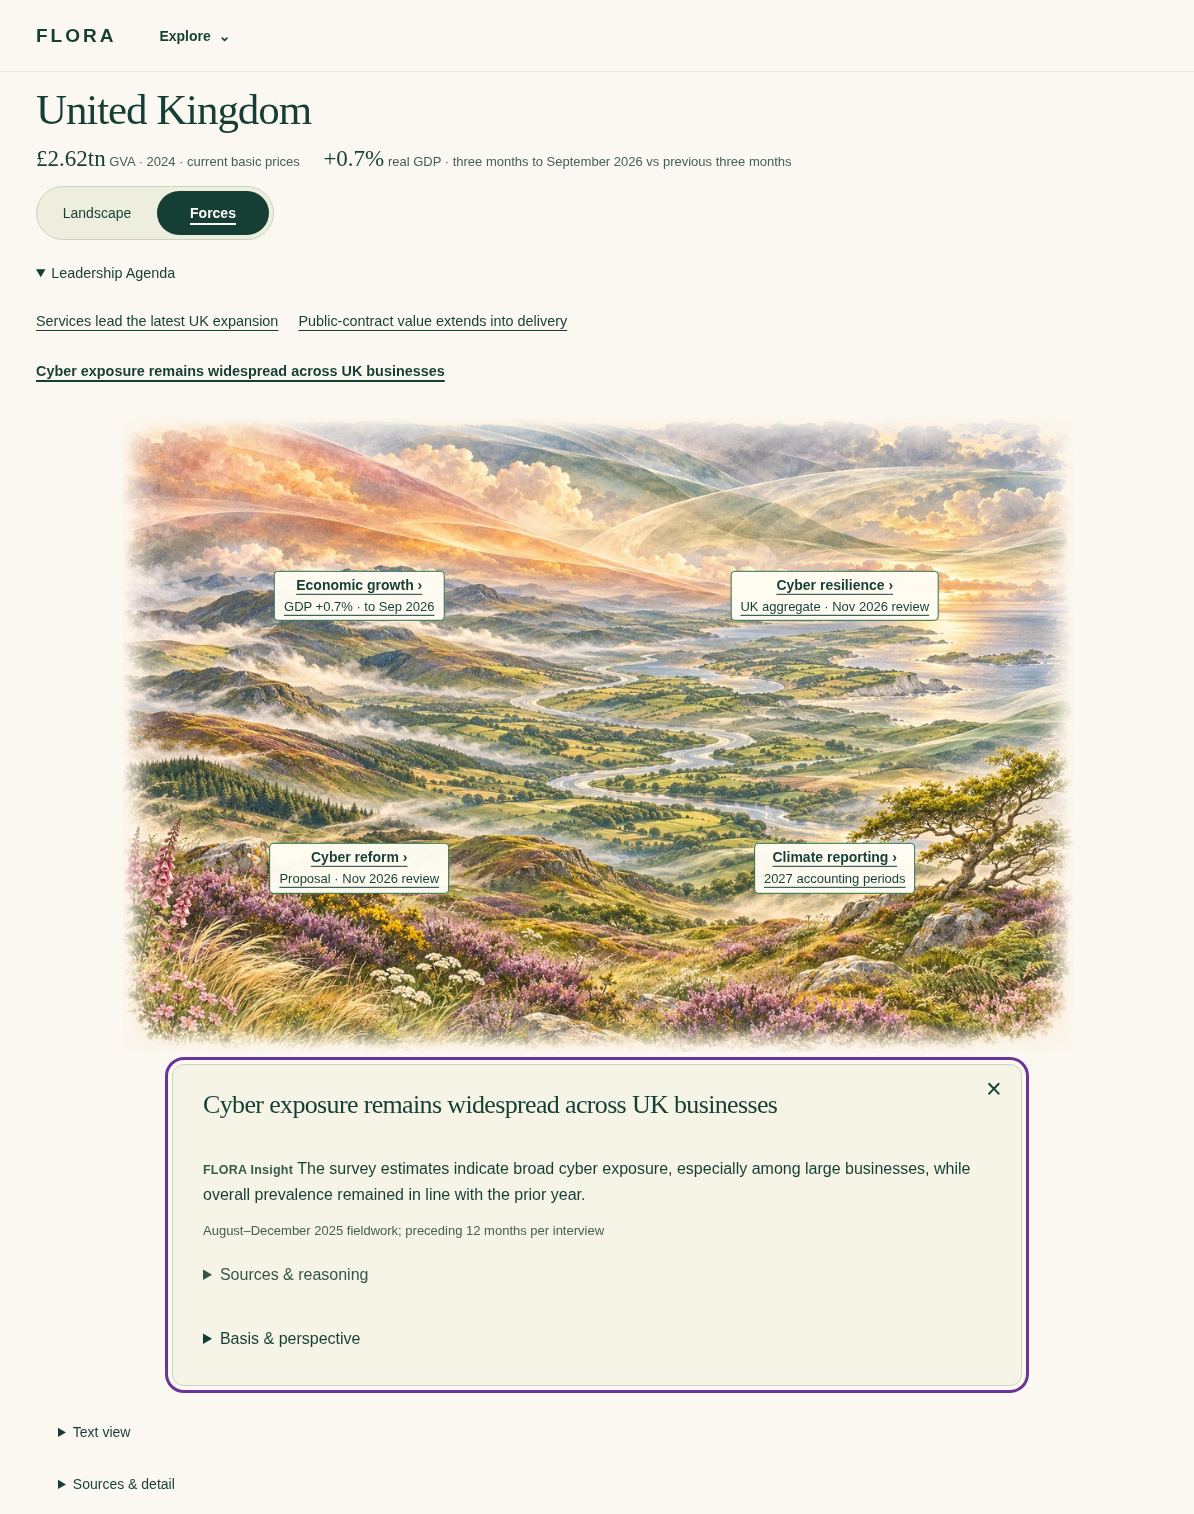 FLORA Explore ⌄
United Kingdom
£2.62tn GVA · 2024 · current basic prices +0.7% real GDP · three months to September 2026 vs previous three months
Landscape Forces
▼ Leadership Agenda
Services lead the latest UK expansion Public-contract value extends into delivery
Cyber exposure remains widespread across UK businesses
Economic growth ›
GDP +0.7% · to Sep 2026
Cyber resilience ›
UK aggregate · Nov 2026 review
Cyber reform ›
Proposal · Nov 2026 review
Climate reporting ›
2027 accounting periods
×
Cyber exposure remains widespread across UK businesses
FLORA Insight The survey estimates indicate broad cyber exposure, especially among large businesses, while
overall prevalence remained in line with the prior year.
August–December 2025 fieldwork; preceding 12 months per interview
▶ Sources & reasoning
▶ Basis & perspective
▶ Text view
▶ Sources & detail